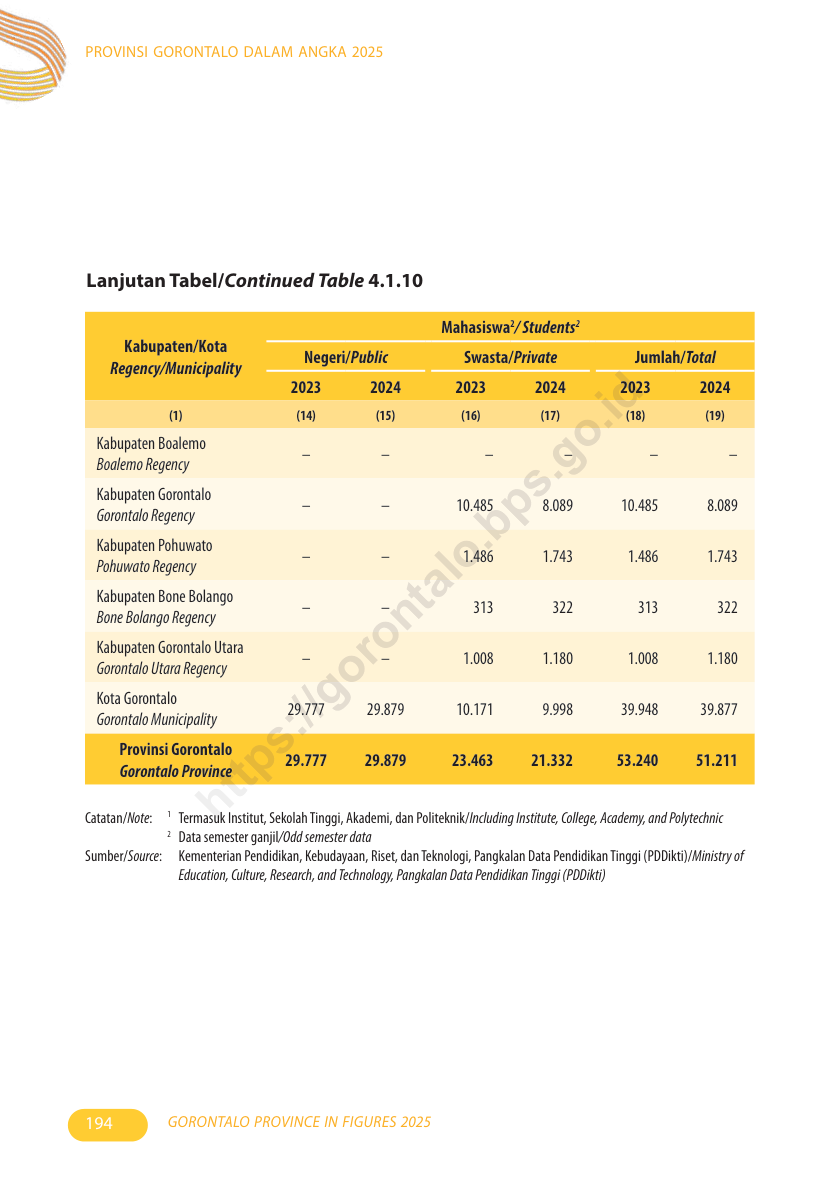 PROVINSI GORONTALO DALAM ANGKA 2025
Lanjutan Tabel/Continued Table 4.1.10
Kabupaten/Kota
Regency/Municipality
Mahasiswa²/Students²
Negeri/Public Swasta/Private Jumlah/Total
2023 2024 2023 2024 2023 2024
(1) (14) (15) (16) (17) (18) (19)
Kabupaten Boalemo
Boalemo Regency
– – – – – –
Kabupaten Gorontalo
Gorontalo Regency
– – 10.485 8.089 10.485 8.089
Kabupaten Pohuwato
Pohuwato Regency
– – 1.486 1.743 1.486 1.743
Kabupaten Bone Bolango
Bone Bolango Regency
– – 313 322 313 322
Kabupaten Gorontalo Utara
Gorontalo Utara Regency
– – 1.008 1.180 1.008 1.180
Kota Gorontalo
Gorontalo Municipality
29.777 29.879 10.171 9.998 39.948 39.877
Provinsi Gorontalo
Gorontalo Province
29.777 29.879 23.463 21.332 53.240 51.211
Catatan/Note: ¹ Termasuk Institut, Sekolah Tinggi, Akademi, dan Politeknik/Including Institute, College, Academy, and Polytechnic
² Data semester ganjil/Odd semester data
Sumber/Source: Kementerian Pendidikan, Kebudayaan, Riset, dan Teknologi, Pangkalan Data Pendidikan Tinggi (PDDikti)/Ministry of
Education, Culture, Research, and Technology, Pangkalan Data Pendidikan Tinggi (PDDikti)
https://gorontalo.bps.go.id
194 GORONTALO PROVINCE IN FIGURES 2025